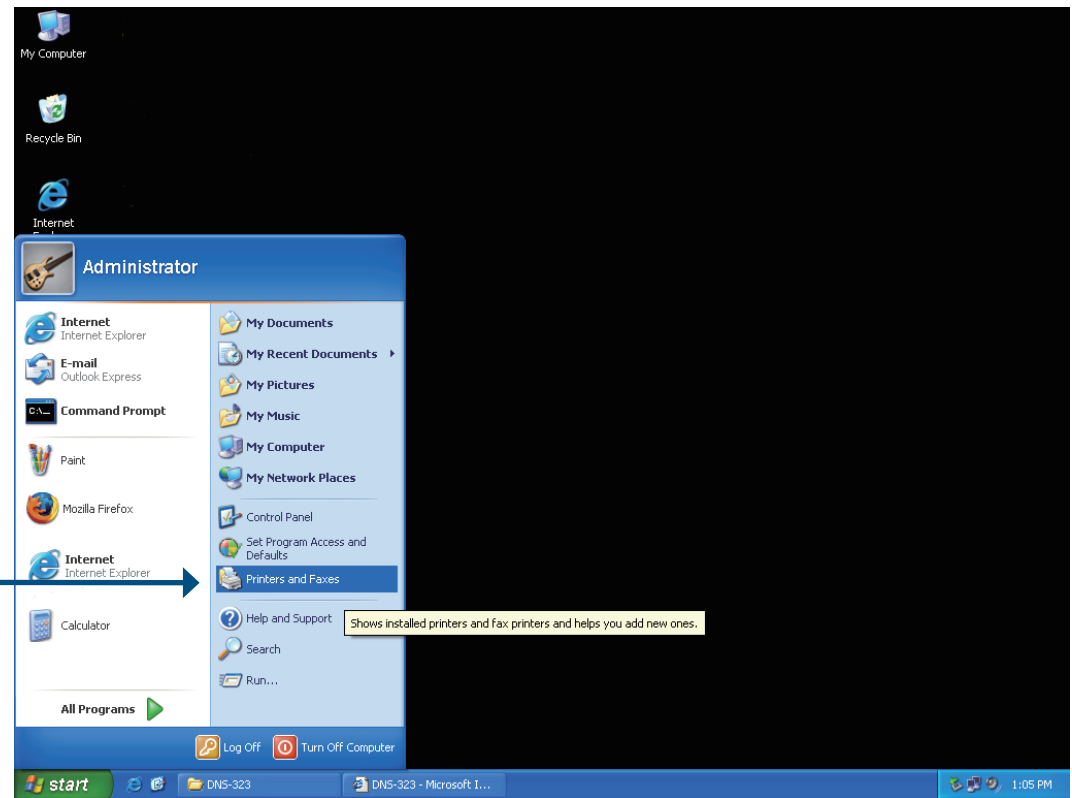 My Computer
Recycle Bin
Internet
Administrator
Internet
Internet Explorer
E-mail
Outlook Express
C:\_
Command Prompt
Paint
Mozilla Firefox
Internet
Internet Explorer
Calculator
All Programs
My Documents
My Recent Documents
My Pictures
My Music
My Computer
My Network Places
Control Panel
Set Program Access and
Defaults
Printers and Faxes
Help and Support
Shows installed printers and fax printers and helps you add new ones.
Search
Run...
Log Off
Turn Off Computer
start
DNS-323
DNS-323 - Microsoft I...
1:05 PM